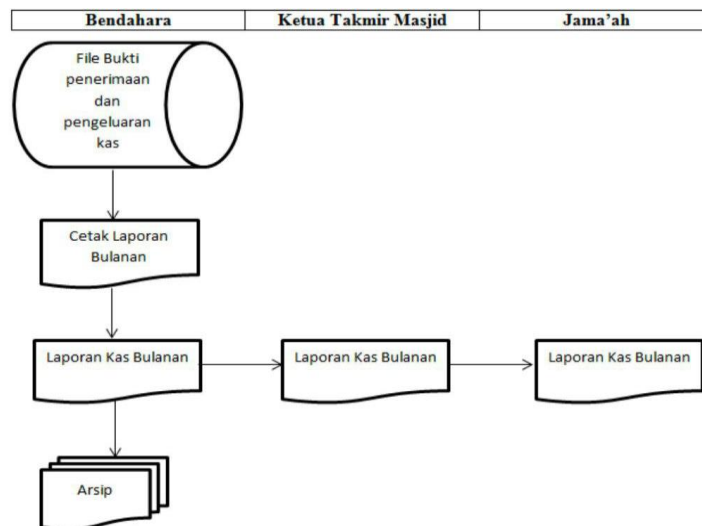 Bendahara
Ketua Takmir Masjid
Jama'ah
File Bukti
penerimaan
dan
pengeluaran
kas
Cetak Laporan
Bulanan
Laporan Kas Bulanan
Laporan Kas Bulanan
Laporan Kas Bulanan
Arsip